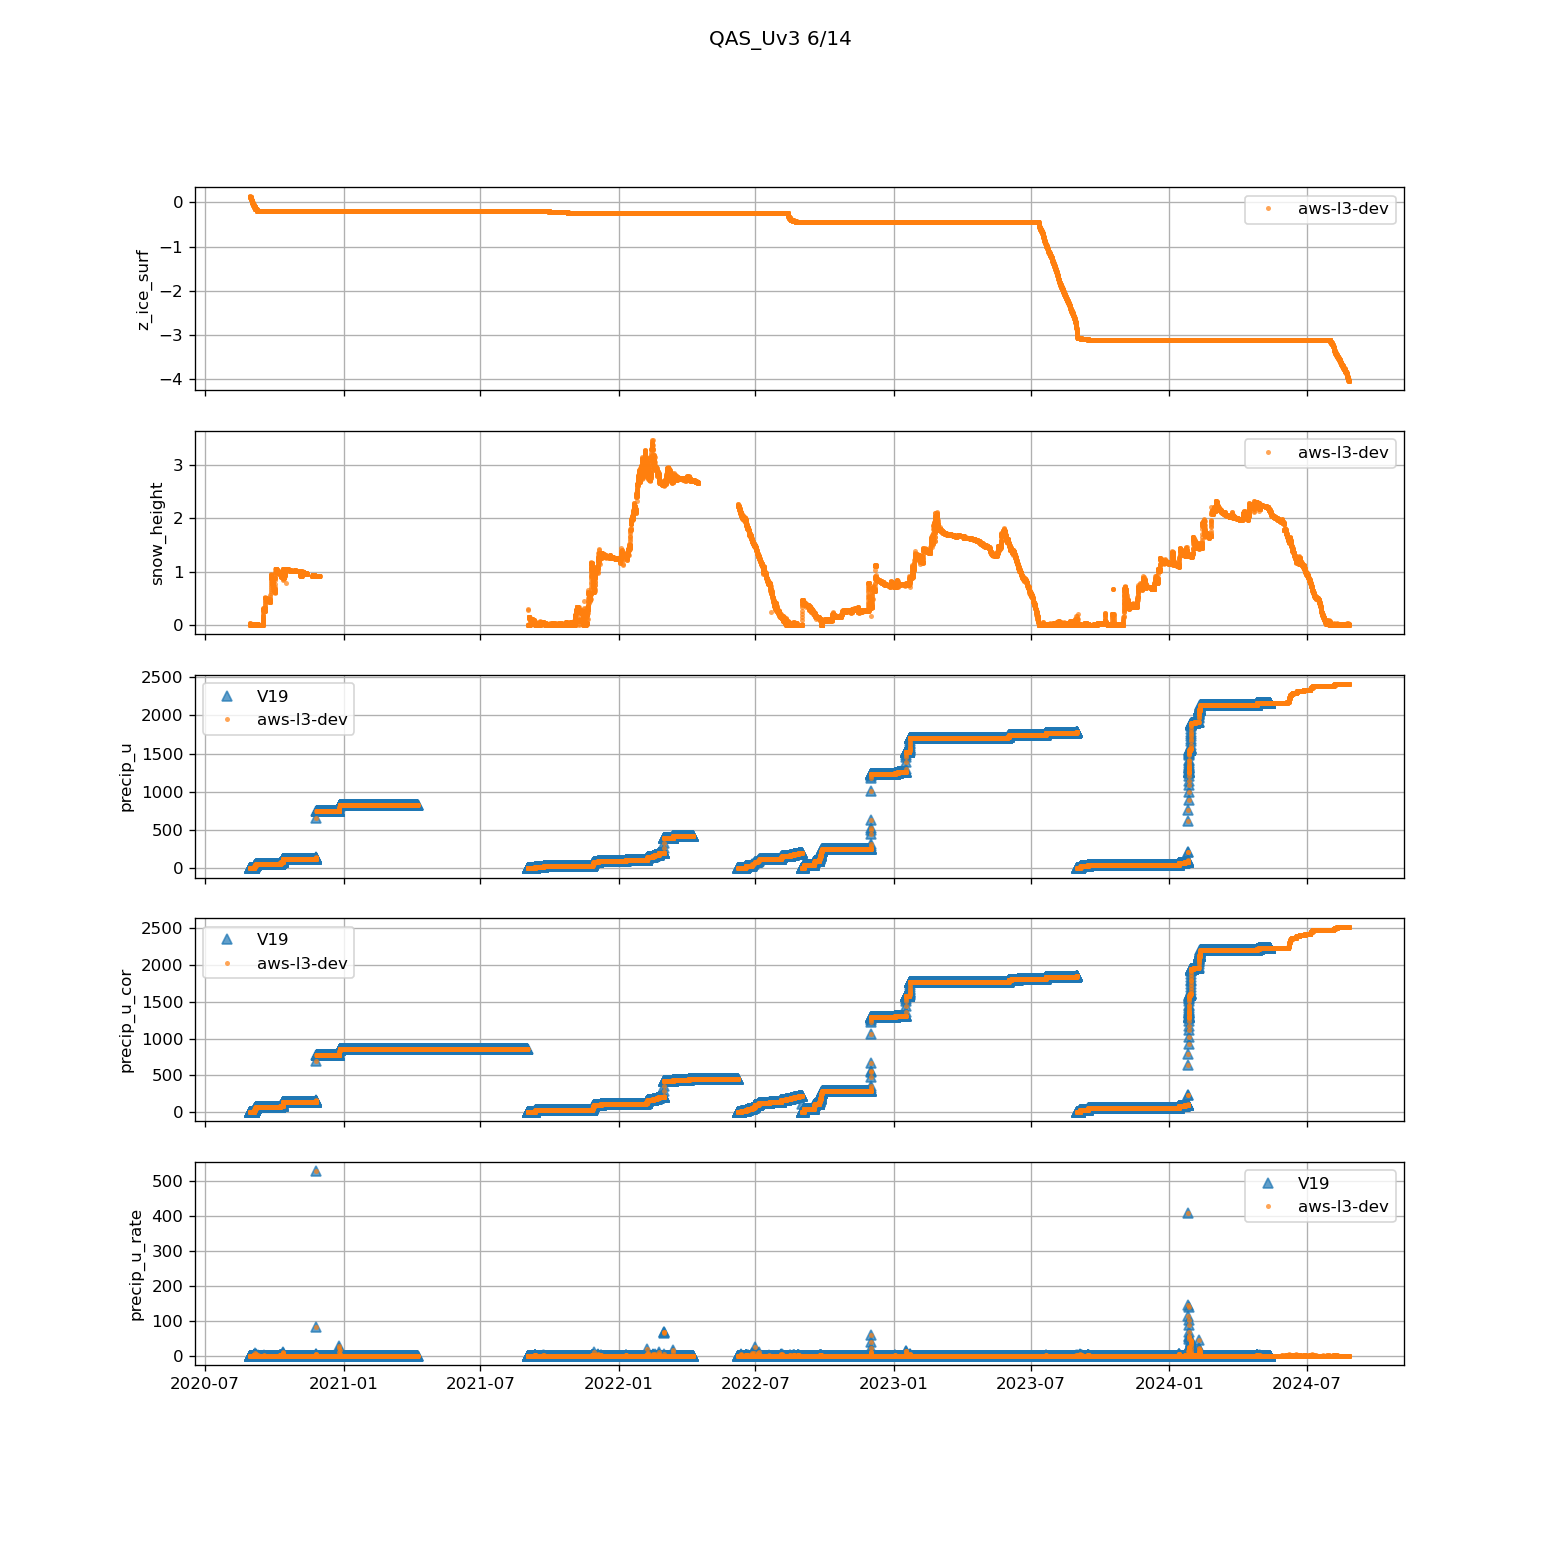 QAS_Uv3 6/14
z_ice_surf
0
−1
−2
−3
−4
aws-l3-dev
snow_height
3
2
1
0
aws-l3-dev
precip_u
2500
2000
1500
1000
500
0
V19
aws-l3-dev
precip_u_cor
2500
2000
1500
1000
500
0
V19
aws-l3-dev
precip_u_rate
500
400
300
200
100
0
V19
aws-l3-dev
2020-07 2021-01 2021-07 2022-01 2022-07 2023-01 2023-07 2024-01 2024-07